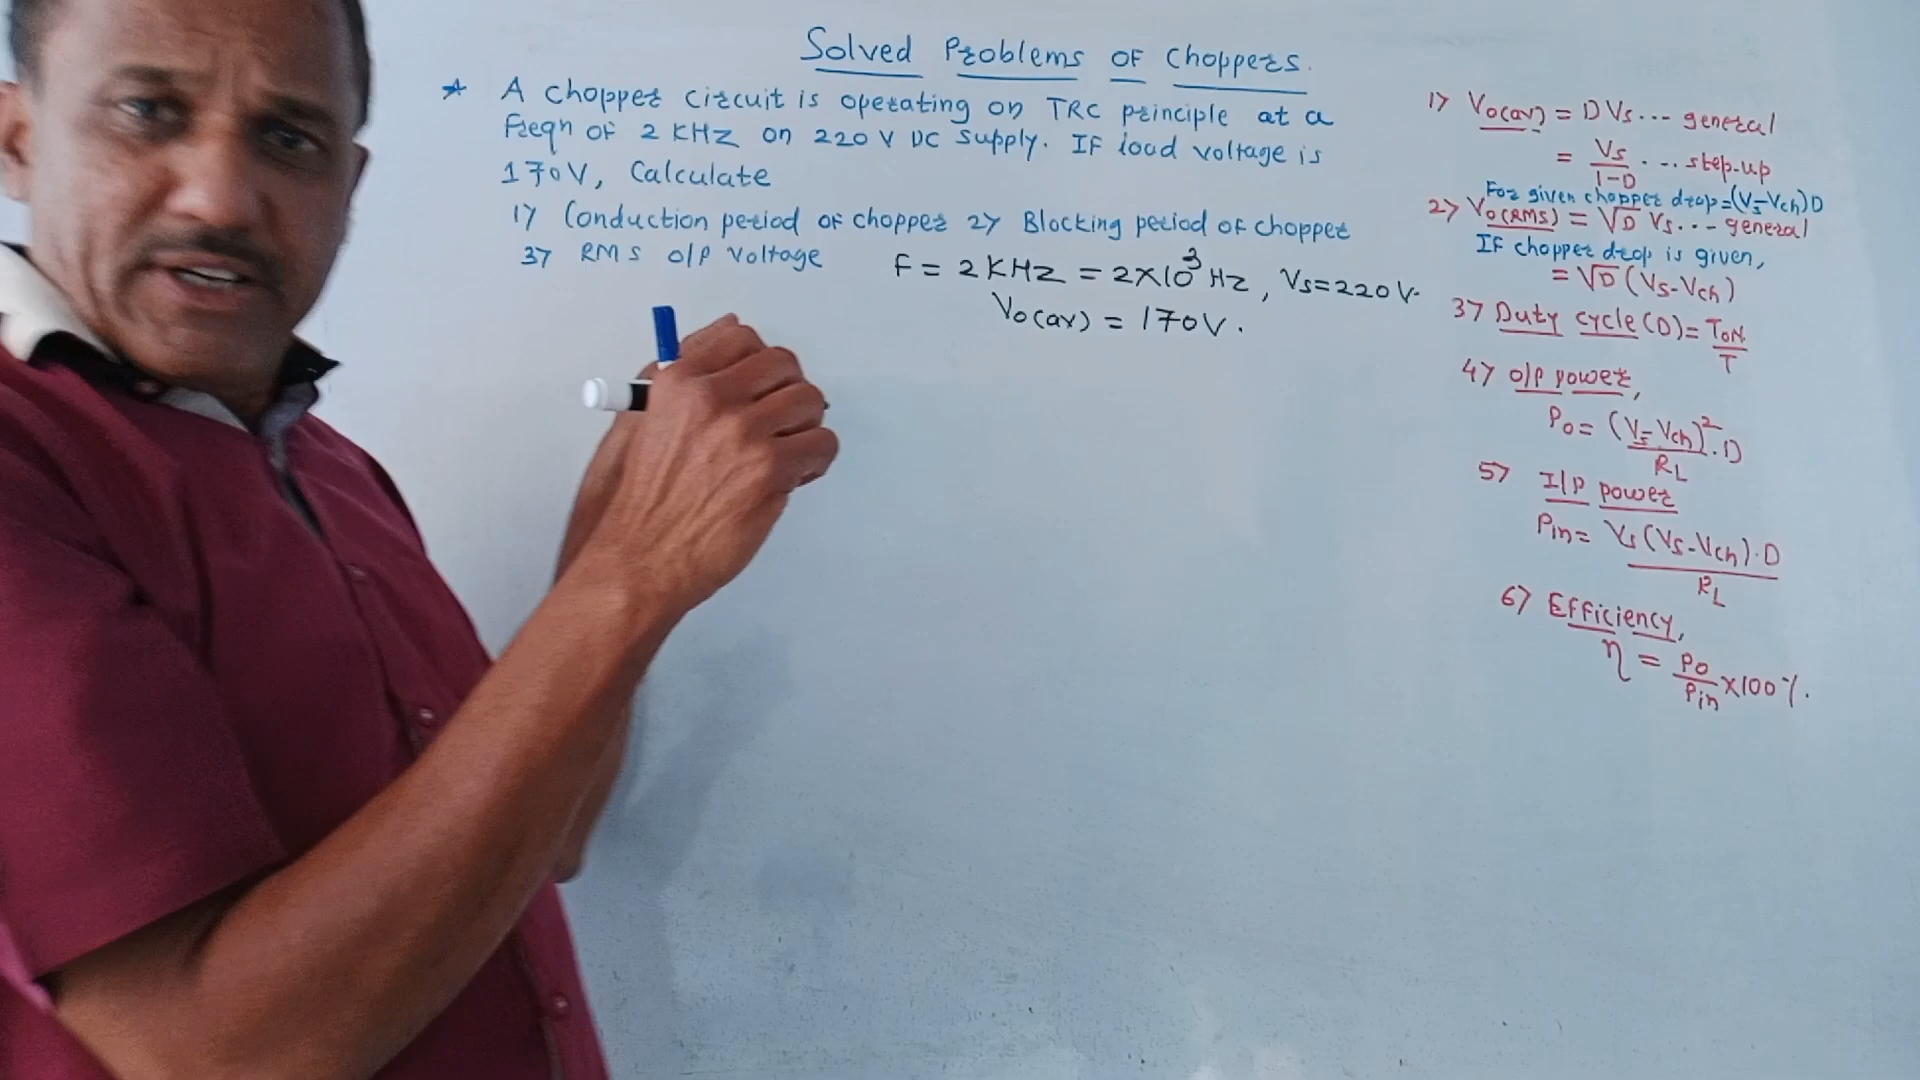 Solved Problems OF Choppers.
* A chopper circuit is operating on TRC principle at a
Freqn OF 2 KHZ on 220 V DC supply. IF load voltage is
170V, Calculate
1) Conduction period of chopper 2) Blocking period of chopper
3) RMS o/p voltage
F = 2 KHZ = 2×10³ HZ, Vs=220V.
Vo(av) = 170V.
1) Vo(av) = DVs... general
= Vs/1-D ... step-up
For given chopper drop=(Vs-Vch)D
2) Vo(RMS) = √D Vs... general
IF chopper drop is given,
= √D (Vs-Vch)
3) Duty cycle(D)= TON/T
4) o/p power,
Po= (Vs-Vch)²/RL . D
5) I/p power
Pin= Vs(Vs-Vch).D/RL
6) Efficiency,
η = Po/Pin ×100%.